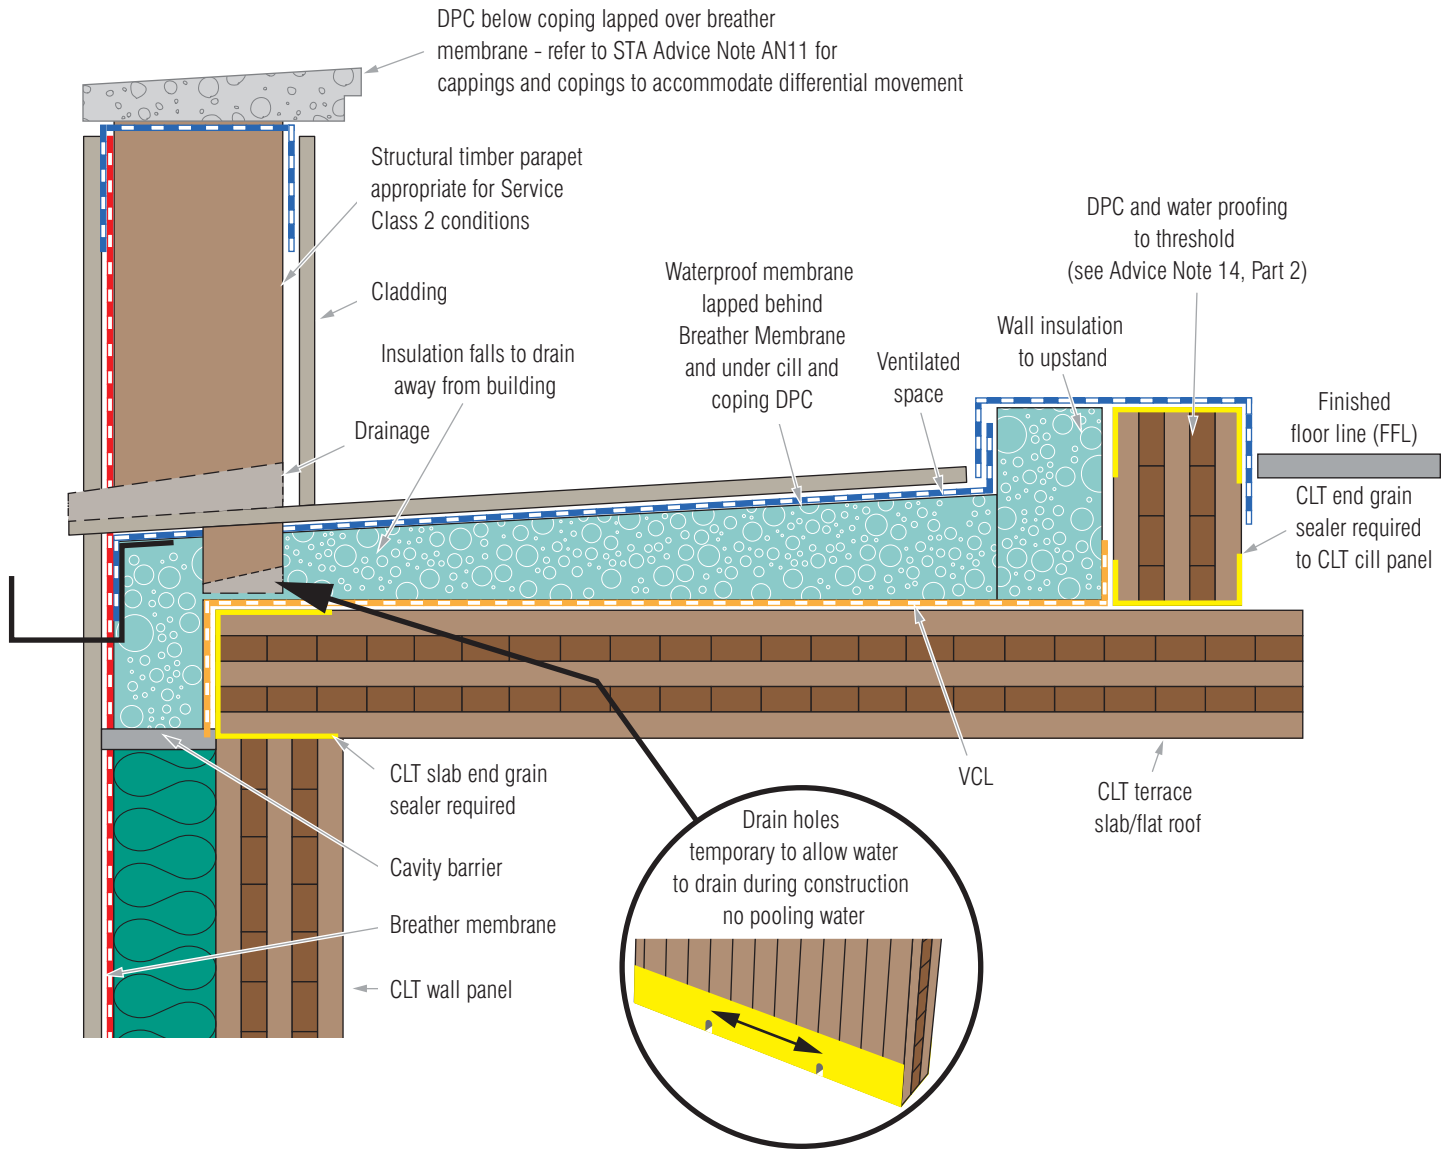 DPC below coping lapped over breather
membrane - refer to STA Advice Note AN11 for
cappings and copings to accommodate differential movement
Structural timber parapet
appropriate for Service
Class 2 conditions
Cladding
Insulation falls to drain
away from building
Drainage
Waterproof membrane
lapped behind
Breather Membrane
and under cill and
coping DPC
Ventilated
space
Wall insulation
to upstand
DPC and water proofing
to threshold
(see Advice Note 14, Part 2)
Finished
floor line (FFL)
CLT end grain
sealer required
to CLT cill panel
VCL
CLT terrace
slab/flat roof
CLT slab end grain
sealer required
Cavity barrier
Breather membrane
CLT wall panel
Drain holes
temporary to allow water
to drain during construction
no pooling water